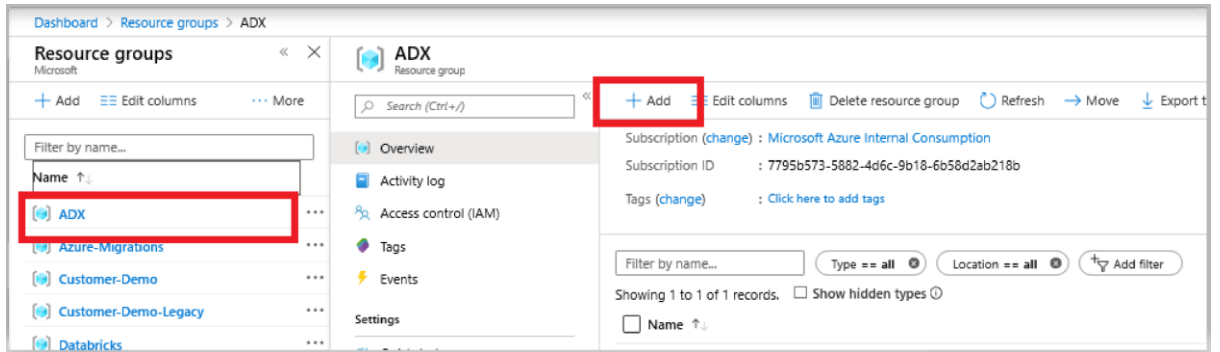 Dashboard > Resource groups > ADX
Resource groups
Microsoft
+ Add Edit columns ··· More
Filter by name...
Name ↑↓
ADX ···
Azure-Migrations ···
Customer-Demo ···
Customer-Demo-Legacy ···
Databricks ···
ADX
Resource group
Search (Ctrl+/)
Overview
Activity log
Access control (IAM)
Tags
Events
Settings
+ Add Edit columns Delete resource group Refresh → Move Export t
Subscription (change) : Microsoft Azure Internal Consumption
Subscription ID : 7795b573-5882-4d6c-9b18-6b58d2ab218b
Tags (change) : Click here to add tags
Filter by name... Type == all Location == all Add filter
Showing 1 to 1 of 1 records. Show hidden types
Name ↑↓